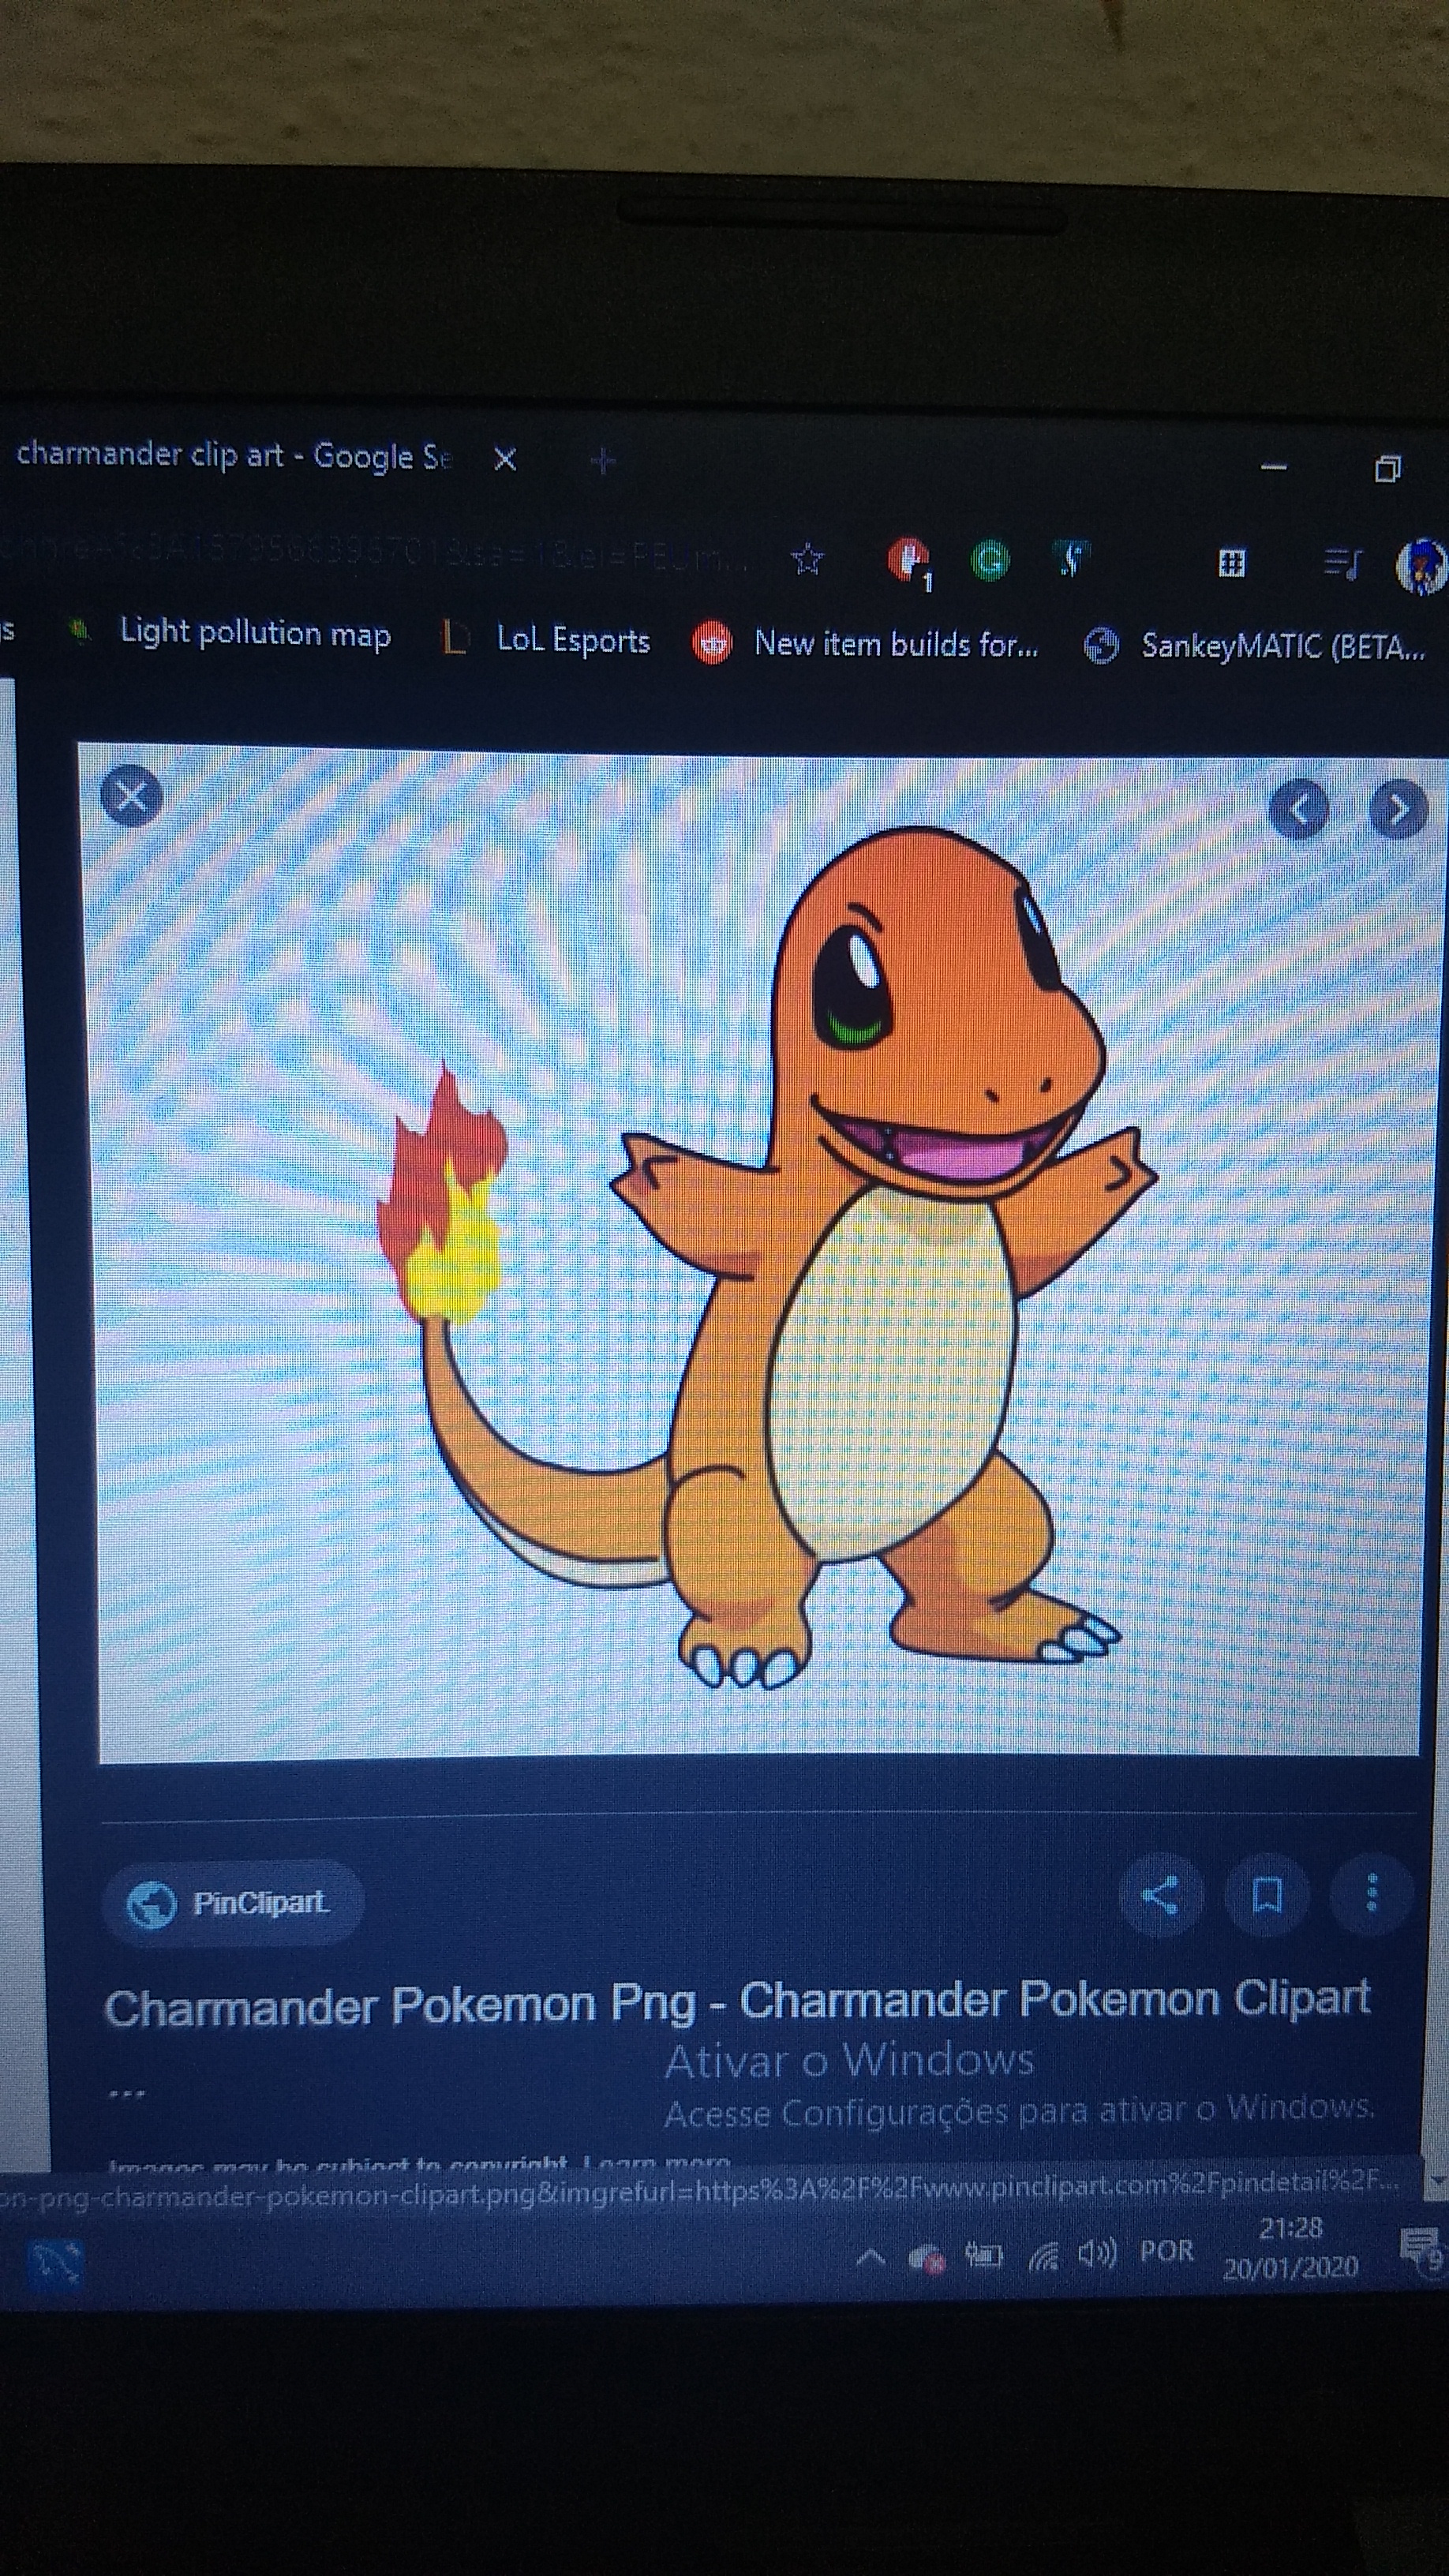 charmander clip art - Google Se
1
s Light pollution map LoL Esports New item builds for... SankeyMATIC (BETA...
PinClipart
Charmander Pokemon Png - Charmander Pokemon Clipart
...
Ativar o Windows
Acesse Configurações para ativar o Windows.
Images may be subject to copyright. Learn more
on-png-charmander-pokemon-clipart.png&imgrefurl=https%3A%2F%2Fwww.pinclipart.com%2Fpindetail%2F...
POR
21:28
20/01/2020
9